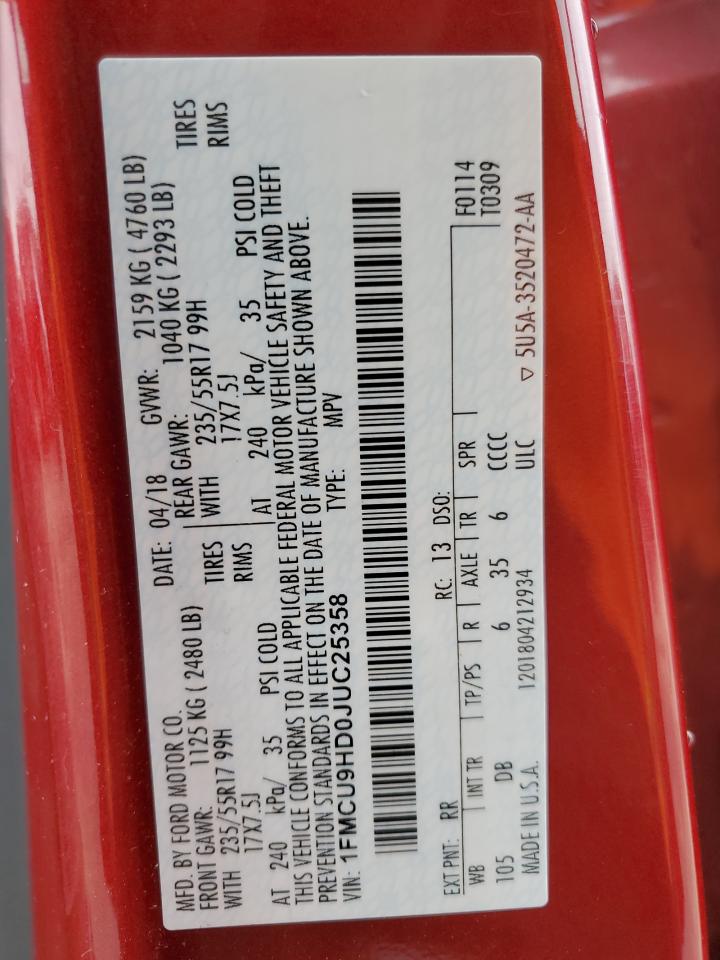 MFD. BY FORD MOTOR CO. DATE: 04/18 GVWR: 2159 KG ( 4760 LB)
FRONT GAWR: 1125 KG ( 2480 LB) REAR GAWR: 1040 KG ( 2293 LB)
WITH 235/55R17 99H TIRES WITH 235/55R17 99H TIRES
17X7.5J RIMS 17X7.5J RIMS
AT 240 kPa/ 35 PSI COLD AT 240 kPa/ 35 PSI COLD
THIS VEHICLE CONFORMS TO ALL APPLICABLE FEDERAL MOTOR VEHICLE SAFETY AND THEFT
PREVENTION STANDARDS IN EFFECT ON THE DATE OF MANUFACTURE SHOWN ABOVE.
VIN: 1FMCU9HD0JUC25358 TYPE: MPV
EXT PNT: RR RC: 13 DSO: F0114
WB INT TR TP/PS R AXLE TR SPR T0309
105 DB 6 35 6 CCCC
MADE IN U.S.A. 1201804212934 ULC ▽ 5U5A-3520472-AA